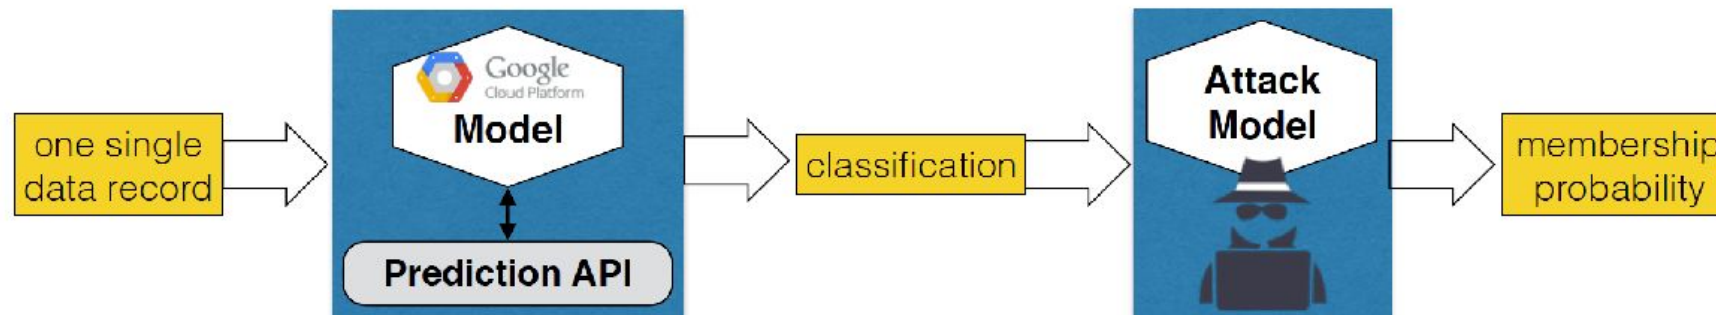 one single
data record
Google
Cloud Platform
Model
Prediction API
classification
Attack
Model
membership
probability